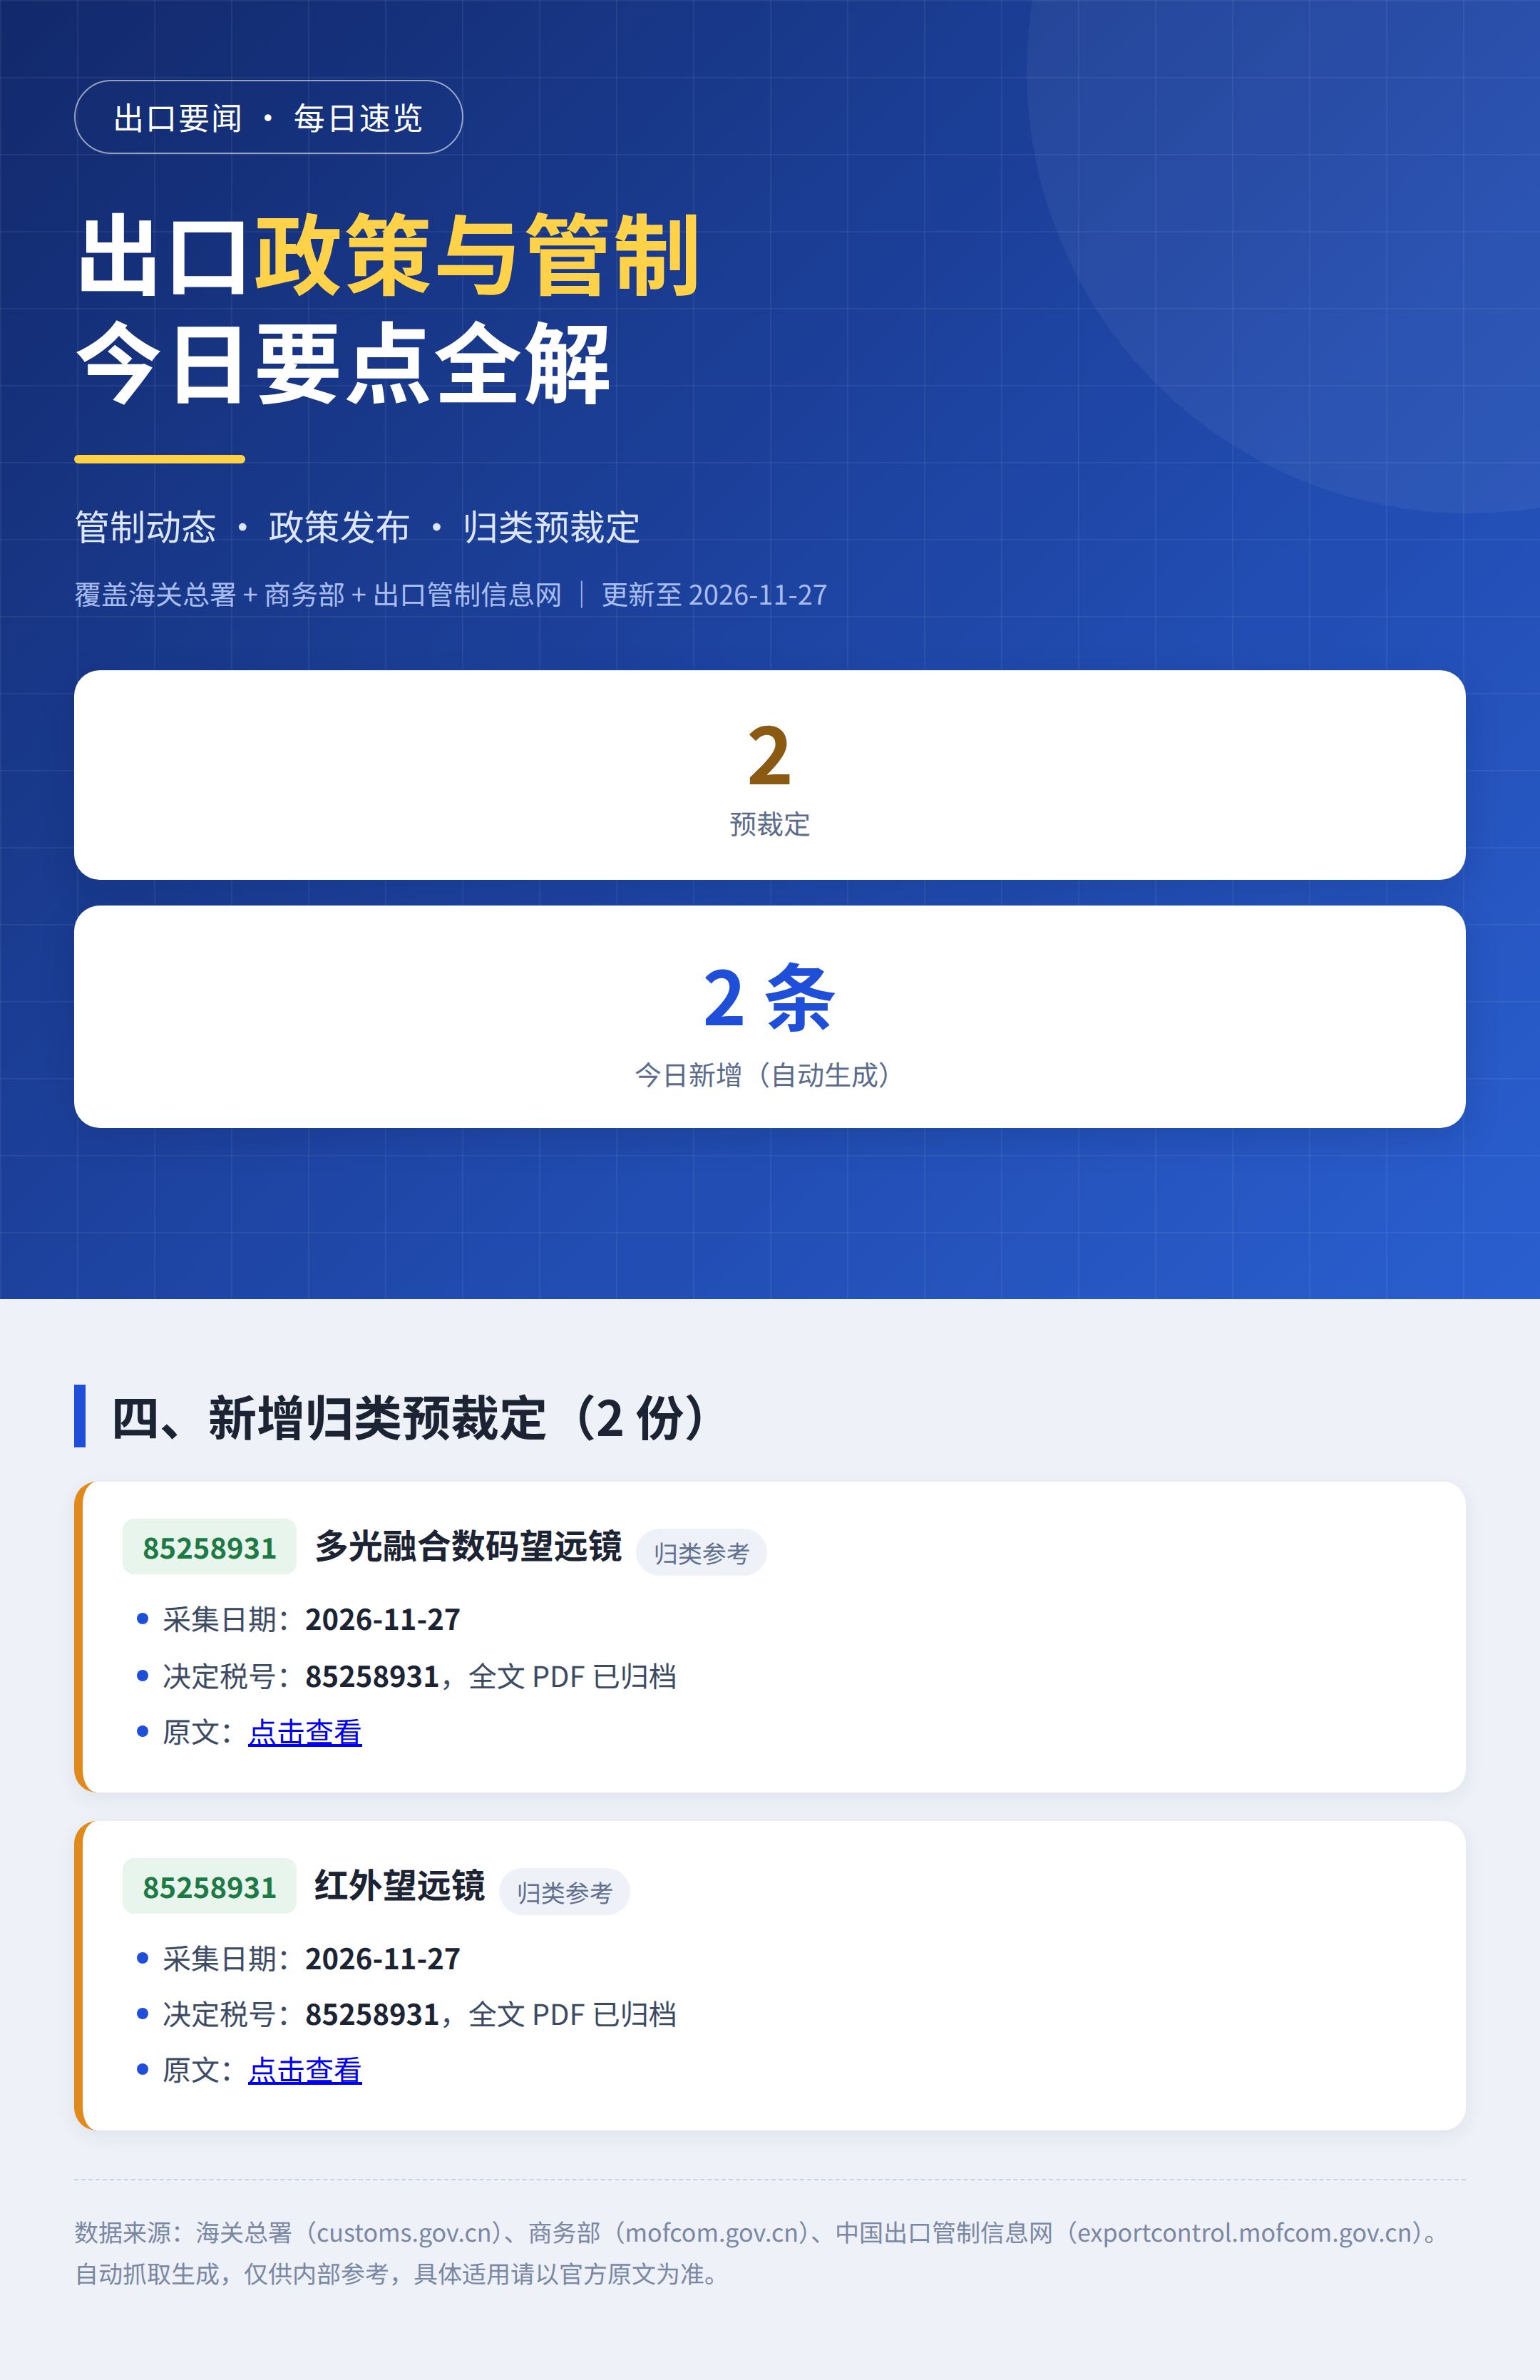 出口要闻 · 每日速览
出口政策与管制
今日要点全解
管制动态 · 政策发布 · 归类预裁定
覆盖海关总署 + 商务部 + 出口管制信息网 ｜ 更新至 2026-11-27
2
预裁定
2 条
今日新增（自动生成）
四、新增归类预裁定（2 份）
85258931 多光融合数码望远镜 归类参考
采集日期：2026-11-27
决定税号：85258931，全文 PDF 已归档
原文：点击查看
85258931 红外望远镜 归类参考
采集日期：2026-11-27
决定税号：85258931，全文 PDF 已归档
原文：点击查看
数据来源：海关总署（customs.gov.cn）、商务部（mofcom.gov.cn）、中国出口管制信息网（exportcontrol.mofcom.gov.cn）。
自动抓取生成，仅供内部参考，具体适用请以官方原文为准。